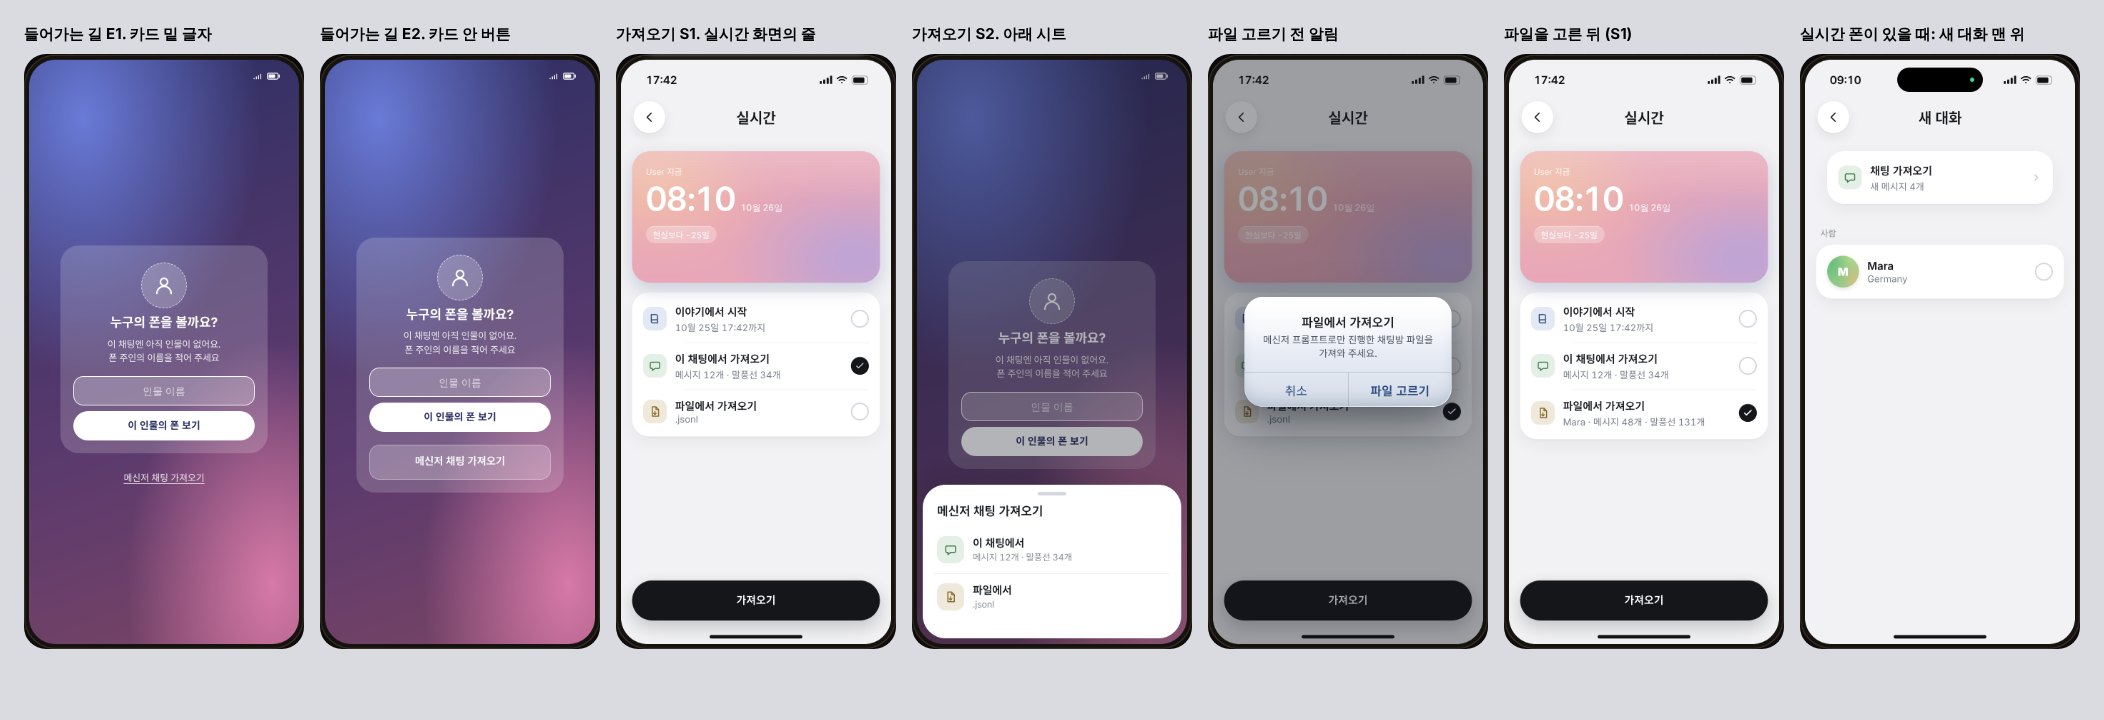 들어가는 길 E1. 카드 밑 글자
누구의 폰을 볼까요?
이 채팅엔 아직 인물이 없어요.
폰 주인의 이름을 적어 주세요
인물 이름
이 인물의 폰 보기
메신저 채팅 가져오기
들어가는 길 E2. 카드 안 버튼
누구의 폰을 볼까요?
이 채팅엔 아직 인물이 없어요.
폰 주인의 이름을 적어 주세요
인물 이름
이 인물의 폰 보기
메신저 채팅 가져오기
가져오기 S1. 실시간 화면의 줄
17:42
실시간
User 지금
08:10 10월 26일
현실보다 −25일
이야기에서 시작
10월 25일 17:42까지
이 채팅에서 가져오기
메시지 12개 · 말풍선 34개
파일에서 가져오기
.jsonl
가져오기
가져오기 S2. 아래 시트
누구의 폰을 볼까요?
이 채팅엔 아직 인물이 없어요.
폰 주인의 이름을 적어 주세요
인물 이름
이 인물의 폰 보기
메신저 채팅 가져오기
이 채팅에서
메시지 12개 · 말풍선 34개
파일에서
.jsonl
파일 고르기 전 알림
17:42
실시간
User 지금
08:10 10월 26일
현실보다 −25일
파일에서 가져오기
메신저 프롬프트로만 진행한 채팅방 파일을
가져와 주세요.
취소
파일 고르기
파일에서 가져오기
.jsonl
가져오기
파일을 고른 뒤 (S1)
17:42
실시간
User 지금
08:10 10월 26일
현실보다 −25일
이야기에서 시작
10월 25일 17:42까지
이 채팅에서 가져오기
메시지 12개 · 말풍선 34개
파일에서 가져오기
Mara · 메시지 48개 · 말풍선 131개
가져오기
실시간 폰이 있을 때: 새 대화 맨 위
09:10
새 대화
채팅 가져오기
새 메시지 4개
사람
M
Mara
Germany